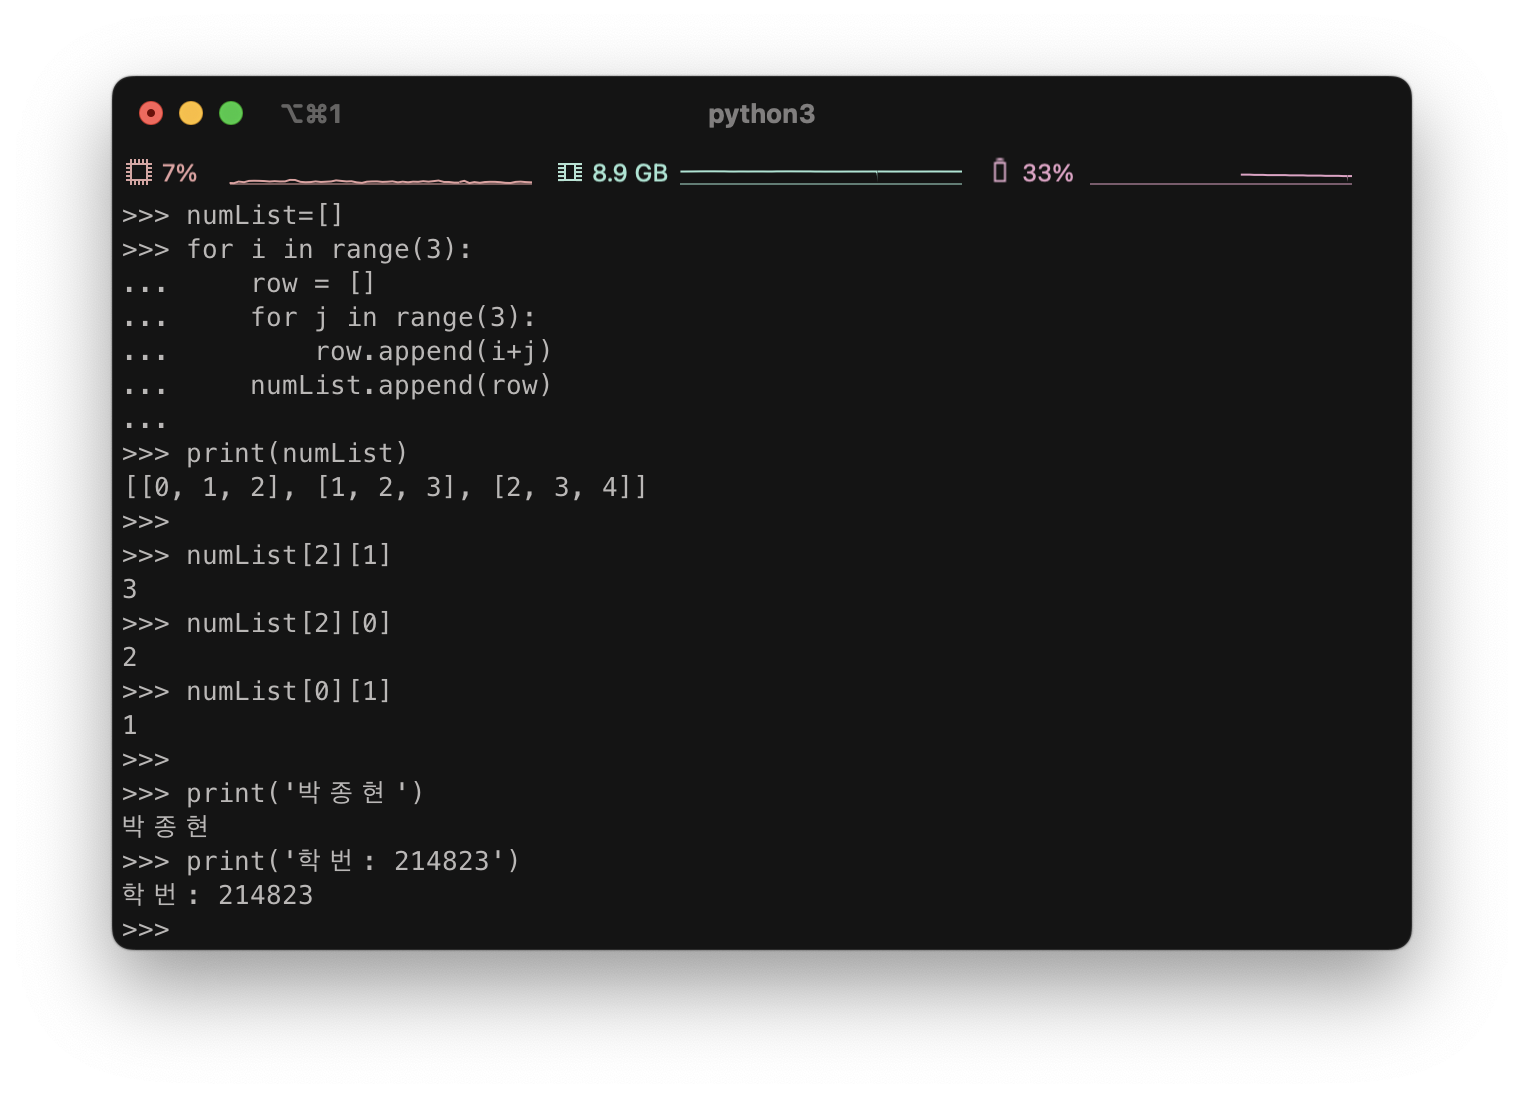 ⌥⌘1 python3
7% 8.9 GB 33%
>>> numList=[]
>>> for i in range(3):
...     row = []
...     for j in range(3):
...         row.append(i+j)
...     numList.append(row)
...
>>> print(numList)
[[0, 1, 2], [1, 2, 3], [2, 3, 4]]
>>>
>>> numList[2][1]
3
>>> numList[2][0]
2
>>> numList[0][1]
1
>>>
>>> print('박종현')
박종현
>>> print('학번: 214823')
학번: 214823
>>>